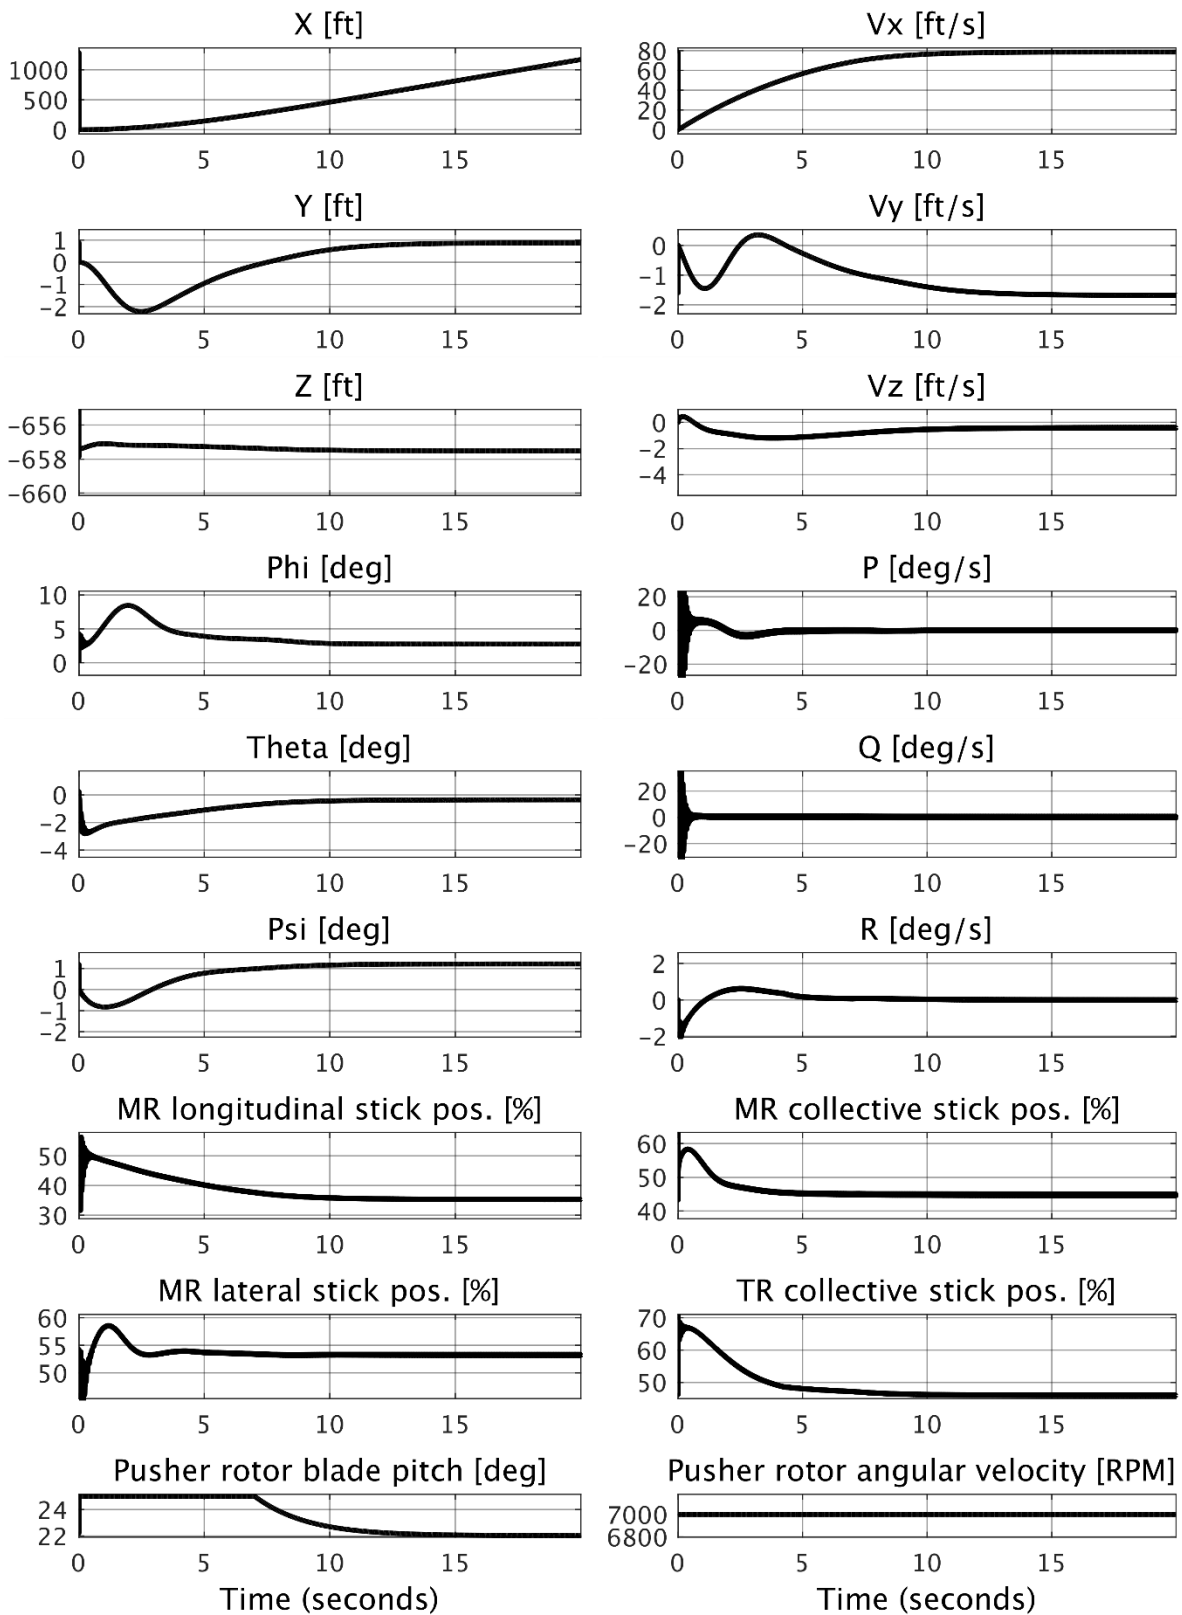 X [ft]
1000
500
0
0 5 10 15
Vx [ft/s]
80
60
40
20
0
0 5 10 15
Y [ft]
1
0
−1
−2
0 5 10 15
Vy [ft/s]
0
−1
−2
0 5 10 15
Z [ft]
−656
−658
−660
0 5 10 15
Vz [ft/s]
0
−2
−4
0 5 10 15
Phi [deg]
10
5
0
0 5 10 15
P [deg/s]
20
0
−20
0 5 10 15
Theta [deg]
0
−2
−4
0 5 10 15
Q [deg/s]
20
0
−20
0 5 10 15
Psi [deg]
1
0
−1
−2
0 5 10 15
R [deg/s]
2
0
−2
0 5 10 15
MR longitudinal stick pos. [%]
50
40
30
0 5 10 15
MR collective stick pos. [%]
60
50
40
0 5 10 15
MR lateral stick pos. [%]
60
55
50
0 5 10 15
TR collective stick pos. [%]
70
60
50
0 5 10 15
Pusher rotor blade pitch [deg]
24
22
0 5 10 15
Time (seconds)
Pusher rotor angular velocity [RPM]
7000
6800
0 5 10 15
Time (seconds)